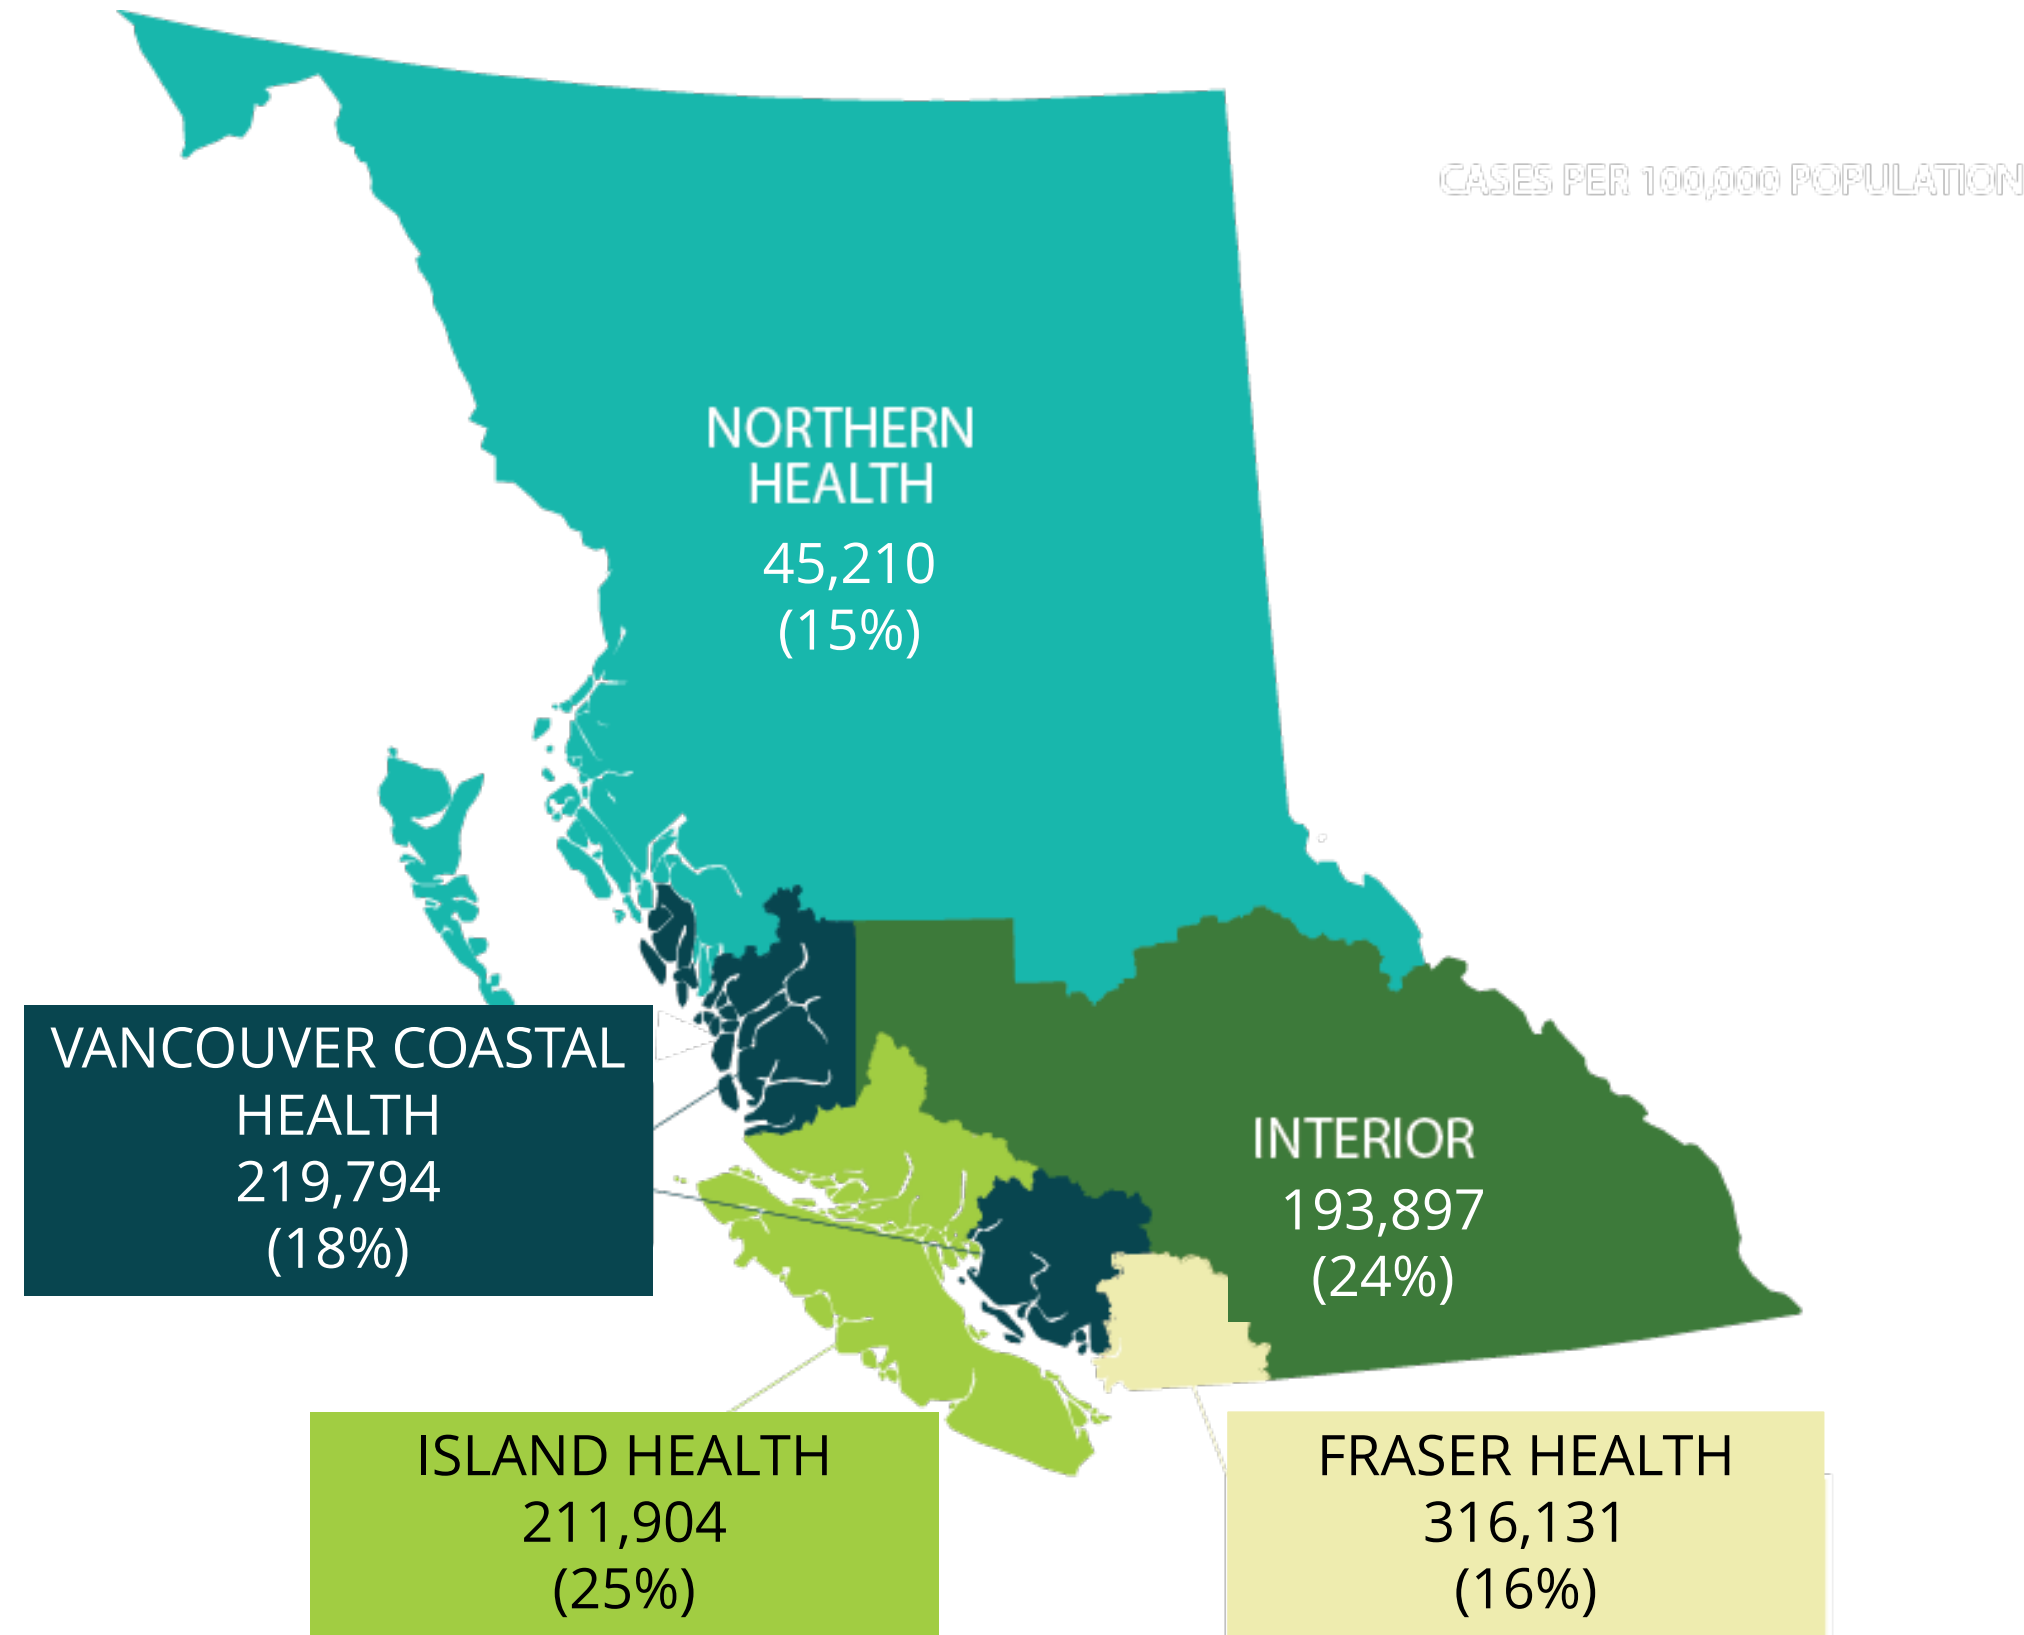 CASES PER 100,000 POPULATION
NORTHERN
HEALTH
45,210
(15%)
VANCOUVER COASTAL
HEALTH
219,794
(18%)
INTERIOR
193,897
(24%)
ISLAND HEALTH
211,904
(25%)
FRASER HEALTH
316,131
(16%)